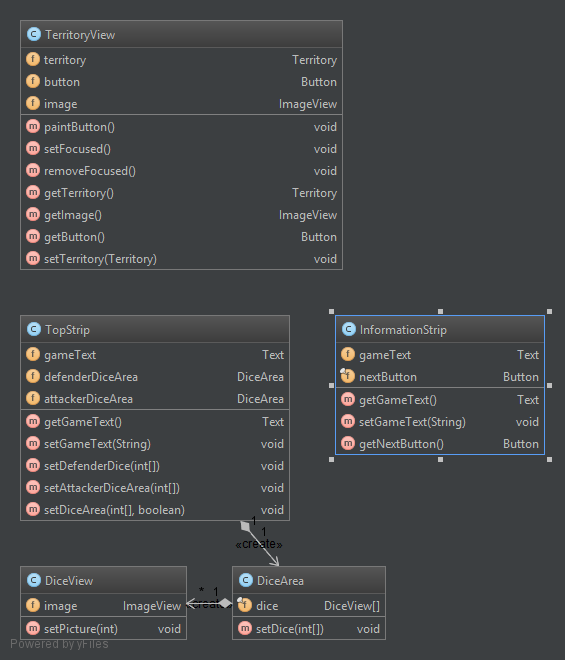 C TerritoryView
f territory Territory
f button Button
f image ImageView
m paintButton() void
m setFocused() void
m removeFocused() void
m getTerritory() Territory
m getImage() ImageView
m getButton() Button
m setTerritory(Territory) void
C TopStrip
f gameText Text
f defenderDiceArea DiceArea
f attackerDiceArea DiceArea
m getGameText() Text
m setGameText(String) void
m setDefenderDice(int[]) void
m setAttackerDiceArea(int[]) void
m setDiceArea(int[], boolean) void
C InformationStrip
f gameText Text
f nextButton Button
m getGameText() Text
m setGameText(String) void
m getNextButton() Button
1
1
«create»
C DiceView
f image ImageView
m setPicture(int) void
* 1
«create»
C DiceArea
f dice DiceView[]
m setDice(int[]) void
Powered by yFiles